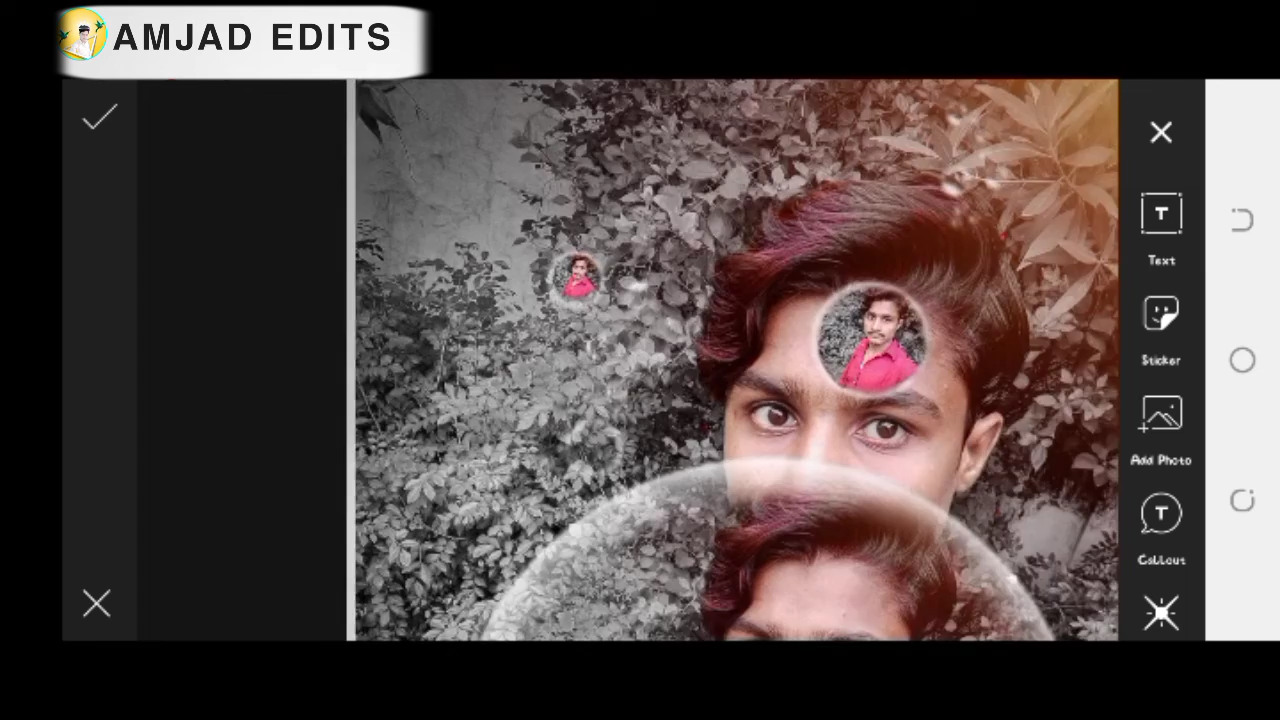 AMJAD EDITS
T
Text
Sticker
Add Photo
T
Callout